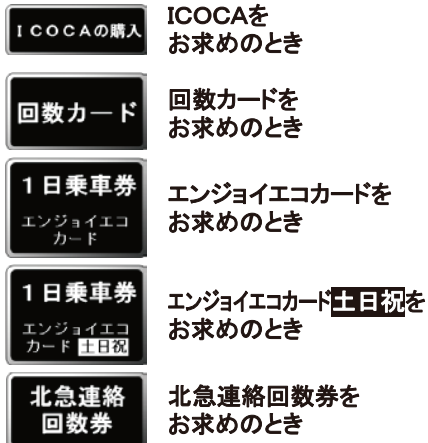 ＩＣＯＣＡの購入
ICOCAを
お求めのとき
回数カード
回数カードを
お求めのとき
１日乗車券
エンジョイエコ
カード
エンジョイエコカードを
お求めのとき
１日乗車券
エンジョイエコ
カード 土日祝
エンジョイエコカード土日祝を
お求めのとき
北急連絡
回数券
北急連絡回数券を
お求めのとき